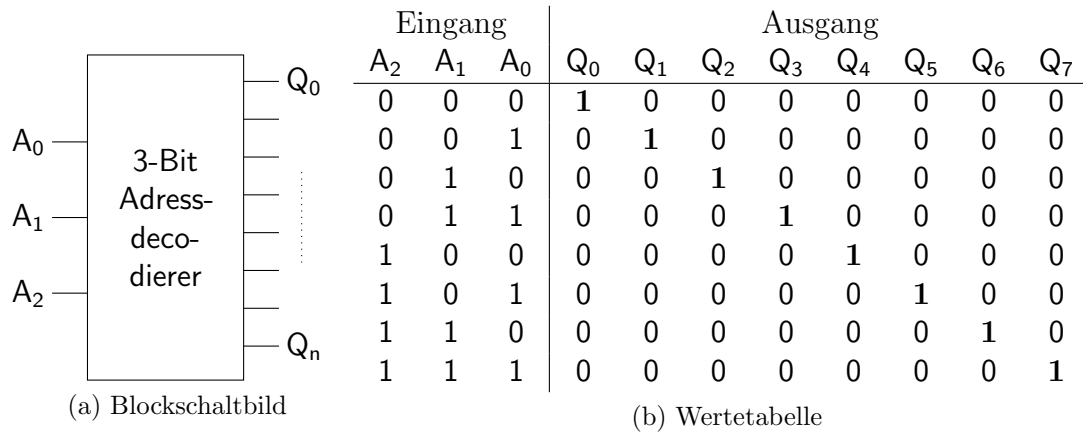 Q0
A0
A1
A2
3-Bit
Adress-
deco-
dierer
Qn
(a) Blockschaltbild
Eingang Ausgang
A2 A1 A0 Q0 Q1 Q2 Q3 Q4 Q5 Q6 Q7
0 0 0 1 0 0 0 0 0 0 0
0 0 1 0 1 0 0 0 0 0 0
0 1 0 0 0 1 0 0 0 0 0
0 1 1 0 0 0 1 0 0 0 0
1 0 0 0 0 0 0 1 0 0 0
1 0 1 0 0 0 0 0 1 0 0
1 1 0 0 0 0 0 0 0 1 0
1 1 1 0 0 0 0 0 0 0 1
(b) Wertetabelle